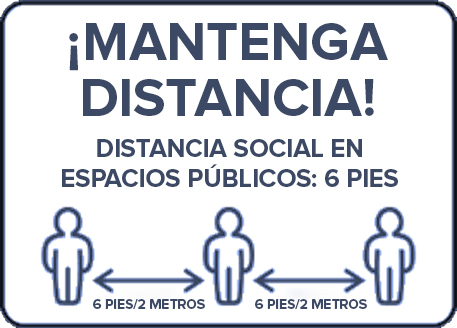 ¡MANTENGA
DISTANCIA!
DISTANCIA SOCIAL EN
ESPACIOS PÚBLICOS: 6 PIES
6 PIES/2 METROS 6 PIES/2 METROS